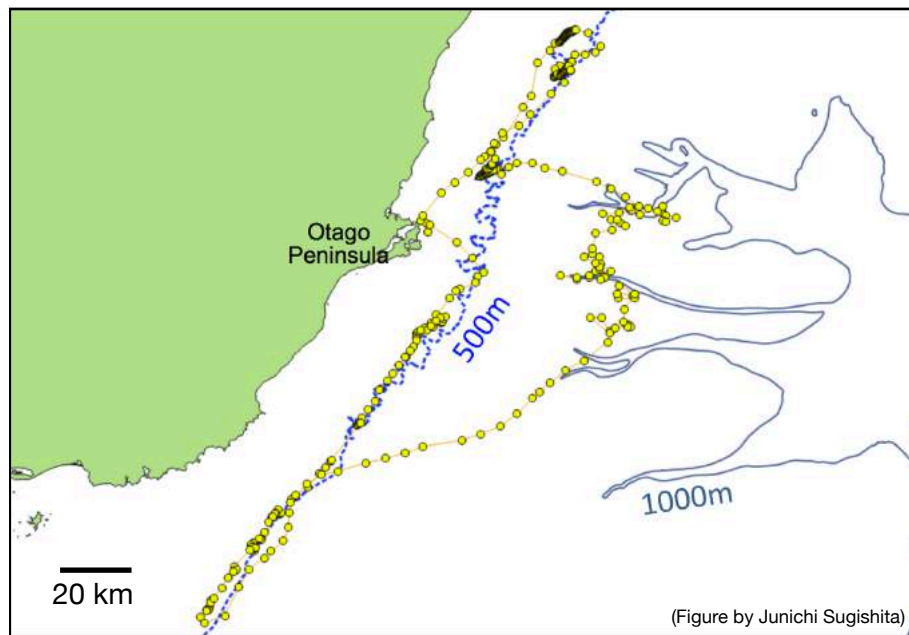 Otago
Peninsula
500m
1000m
20 km
(Figure by Junichi Sugishita)